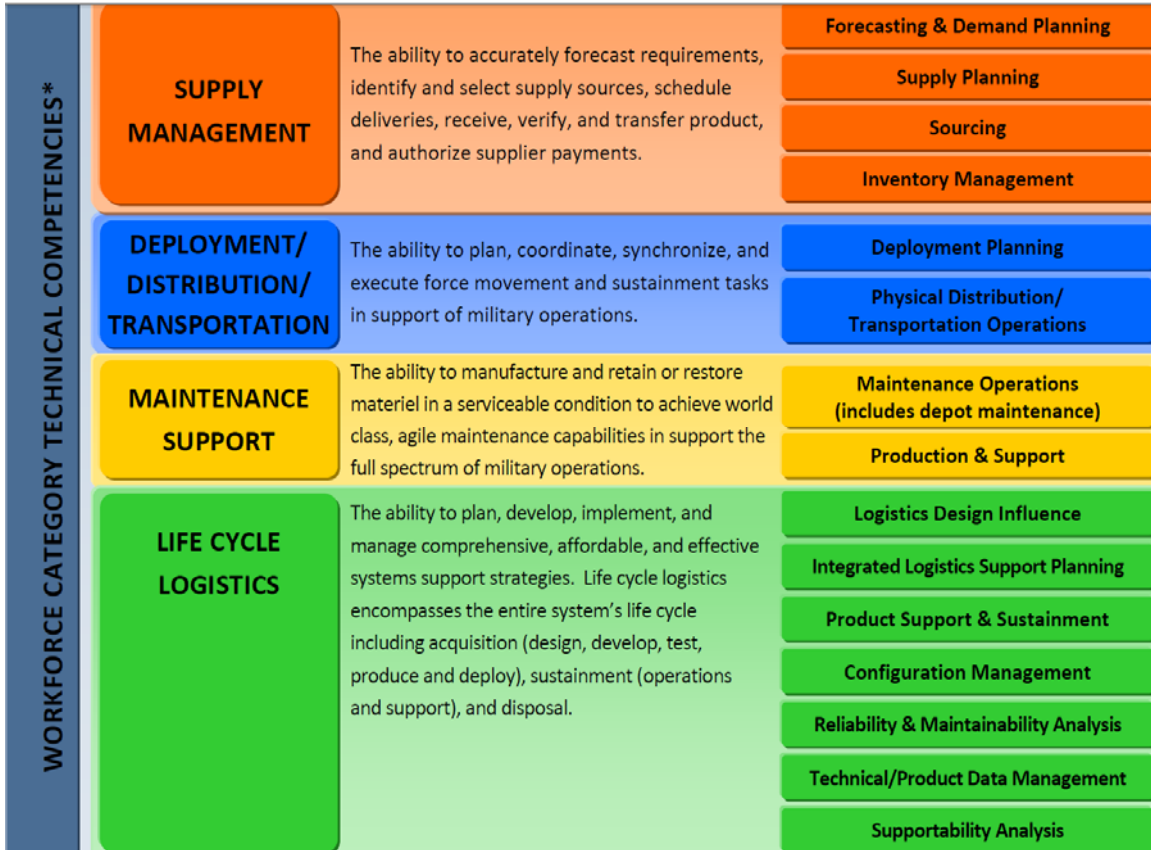 WORKFORCE CATEGORY TECHNICAL COMPETENCIES*
SUPPLY
MANAGEMENT
The ability to accurately forecast requirements,
identify and select supply sources, schedule
deliveries, receive, verify, and transfer product,
and authorize supplier payments.
Forecasting & Demand Planning
Supply Planning
Sourcing
Inventory Management
DEPLOYMENT/
DISTRIBUTION/
TRANSPORTATION
The ability to plan, coordinate, synchronize, and
execute force movement and sustainment tasks
in support of military operations.
Deployment Planning
Physical Distribution/
Transportation Operations
MAINTENANCE
SUPPORT
The ability to manufacture and retain or restore
materiel in a serviceable condition to achieve world
class, agile maintenance capabilities in support the
full spectrum of military operations.
Maintenance Operations
(includes depot maintenance)
Production & Support
LIFE CYCLE
LOGISTICS
The ability to plan, develop, implement, and
manage comprehensive, affordable, and effective
systems support strategies.  Life cycle logistics
encompasses the entire system’s life cycle
including acquisition (design, develop, test,
produce and deploy), sustainment (operations
and support), and disposal.
Logistics Design Influence
Integrated Logistics Support Planning
Product Support & Sustainment
Configuration Management
Reliability & Maintainability Analysis
Technical/Product Data Management
Supportability Analysis